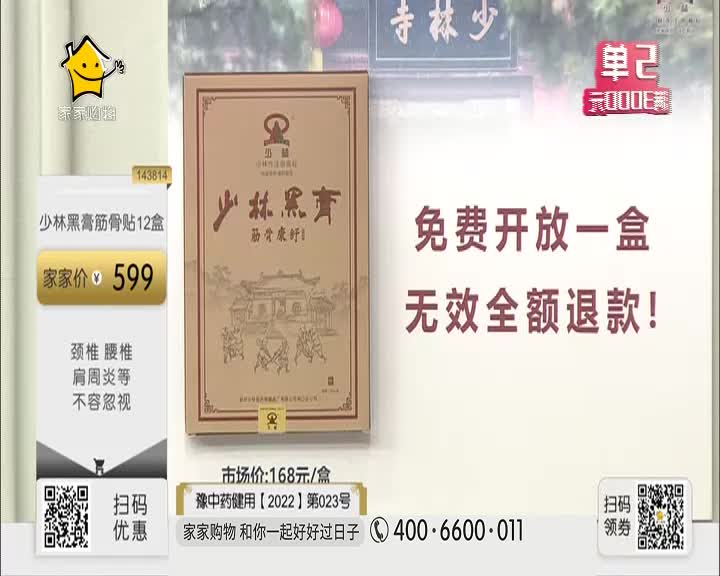 家家购物
143814
少林黑膏筋骨贴12盒
家家价 ¥ 599
颈椎 腰椎
肩周炎等
不容忽视
扫码
优惠
少林寺
少林
少林黑膏
筋骨康舒
市场价:168元/盒
豫中药健用【2022】第023号
家家购物 和你一起好好过日子
400·6600·011
免费开放一盒
无效全额退款!
扫码
领券